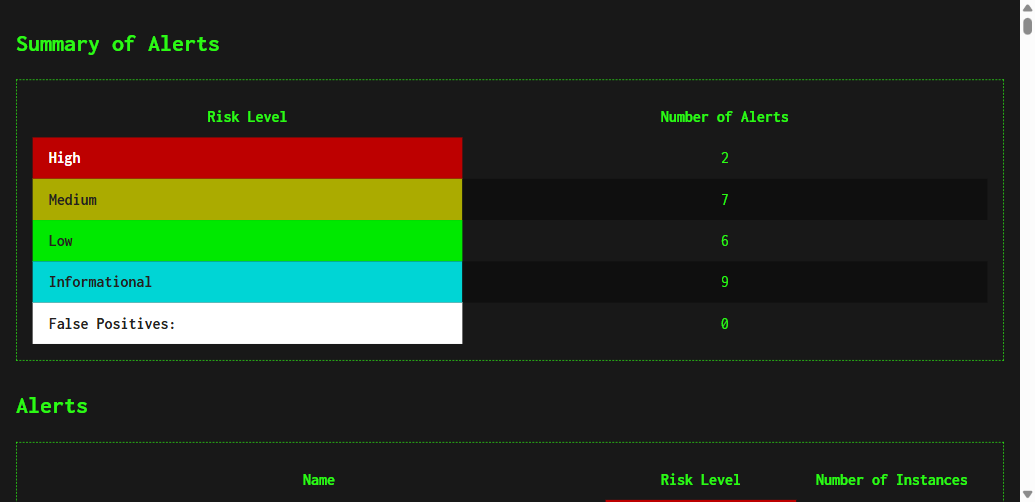 Summary of Alerts
Risk Level Number of Alerts
High 2
Medium 7
Low 6
Informational 9
False Positives: 0
Alerts
Name Risk Level Number of Instances